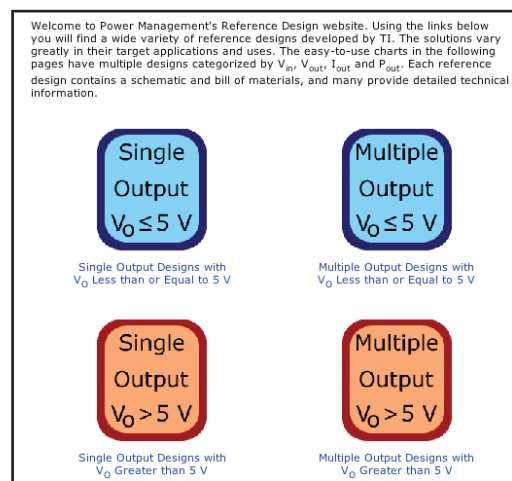 Welcome to Power Management's Reference Design website. Using the links below
you will find a wide variety of reference designs developed by TI. The solutions vary
greatly in their target applications and uses. The easy-to-use charts in the following
pages have multiple designs categorized by Vin, Vout, Iout and Pout. Each reference
design contains a schematic and bill of materials, and many provide detailed technical
information.
Single
Output
VO ≤ 5 V
Multiple
Output
VO ≤ 5 V
Single Output Designs with
VO Less than or Equal to 5 V
Multiple Output Designs with
VO Less than or Equal to 5 V
Single
Output
VO > 5 V
Multiple
Output
VO > 5 V
Single Output Designs with
VO Greater than 5 V
Multiple Output Designs with
VO Greater than 5 V